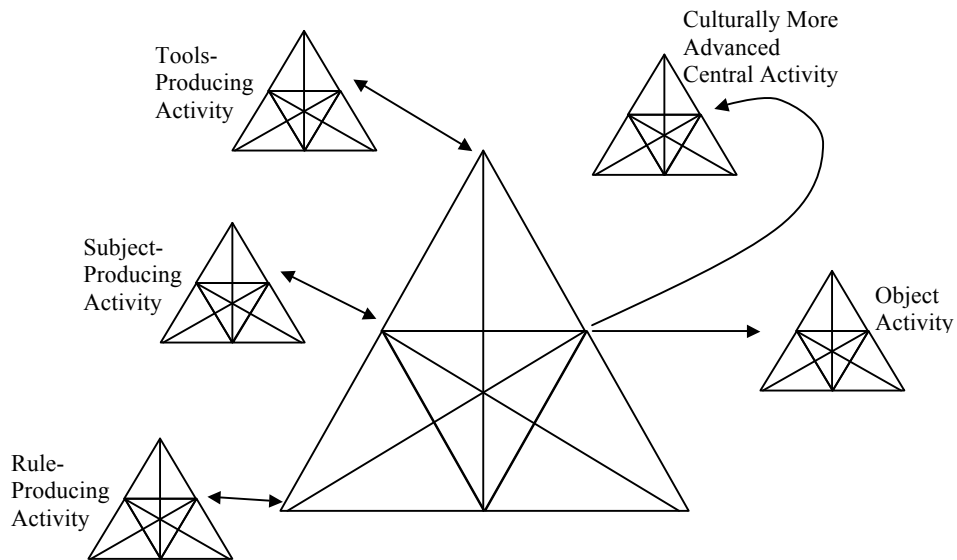 Tools-
Producing
Activity
Culturally More
Advanced
Central Activity
Subject-
Producing
Activity
Object
Activity
Rule-
Producing
Activity